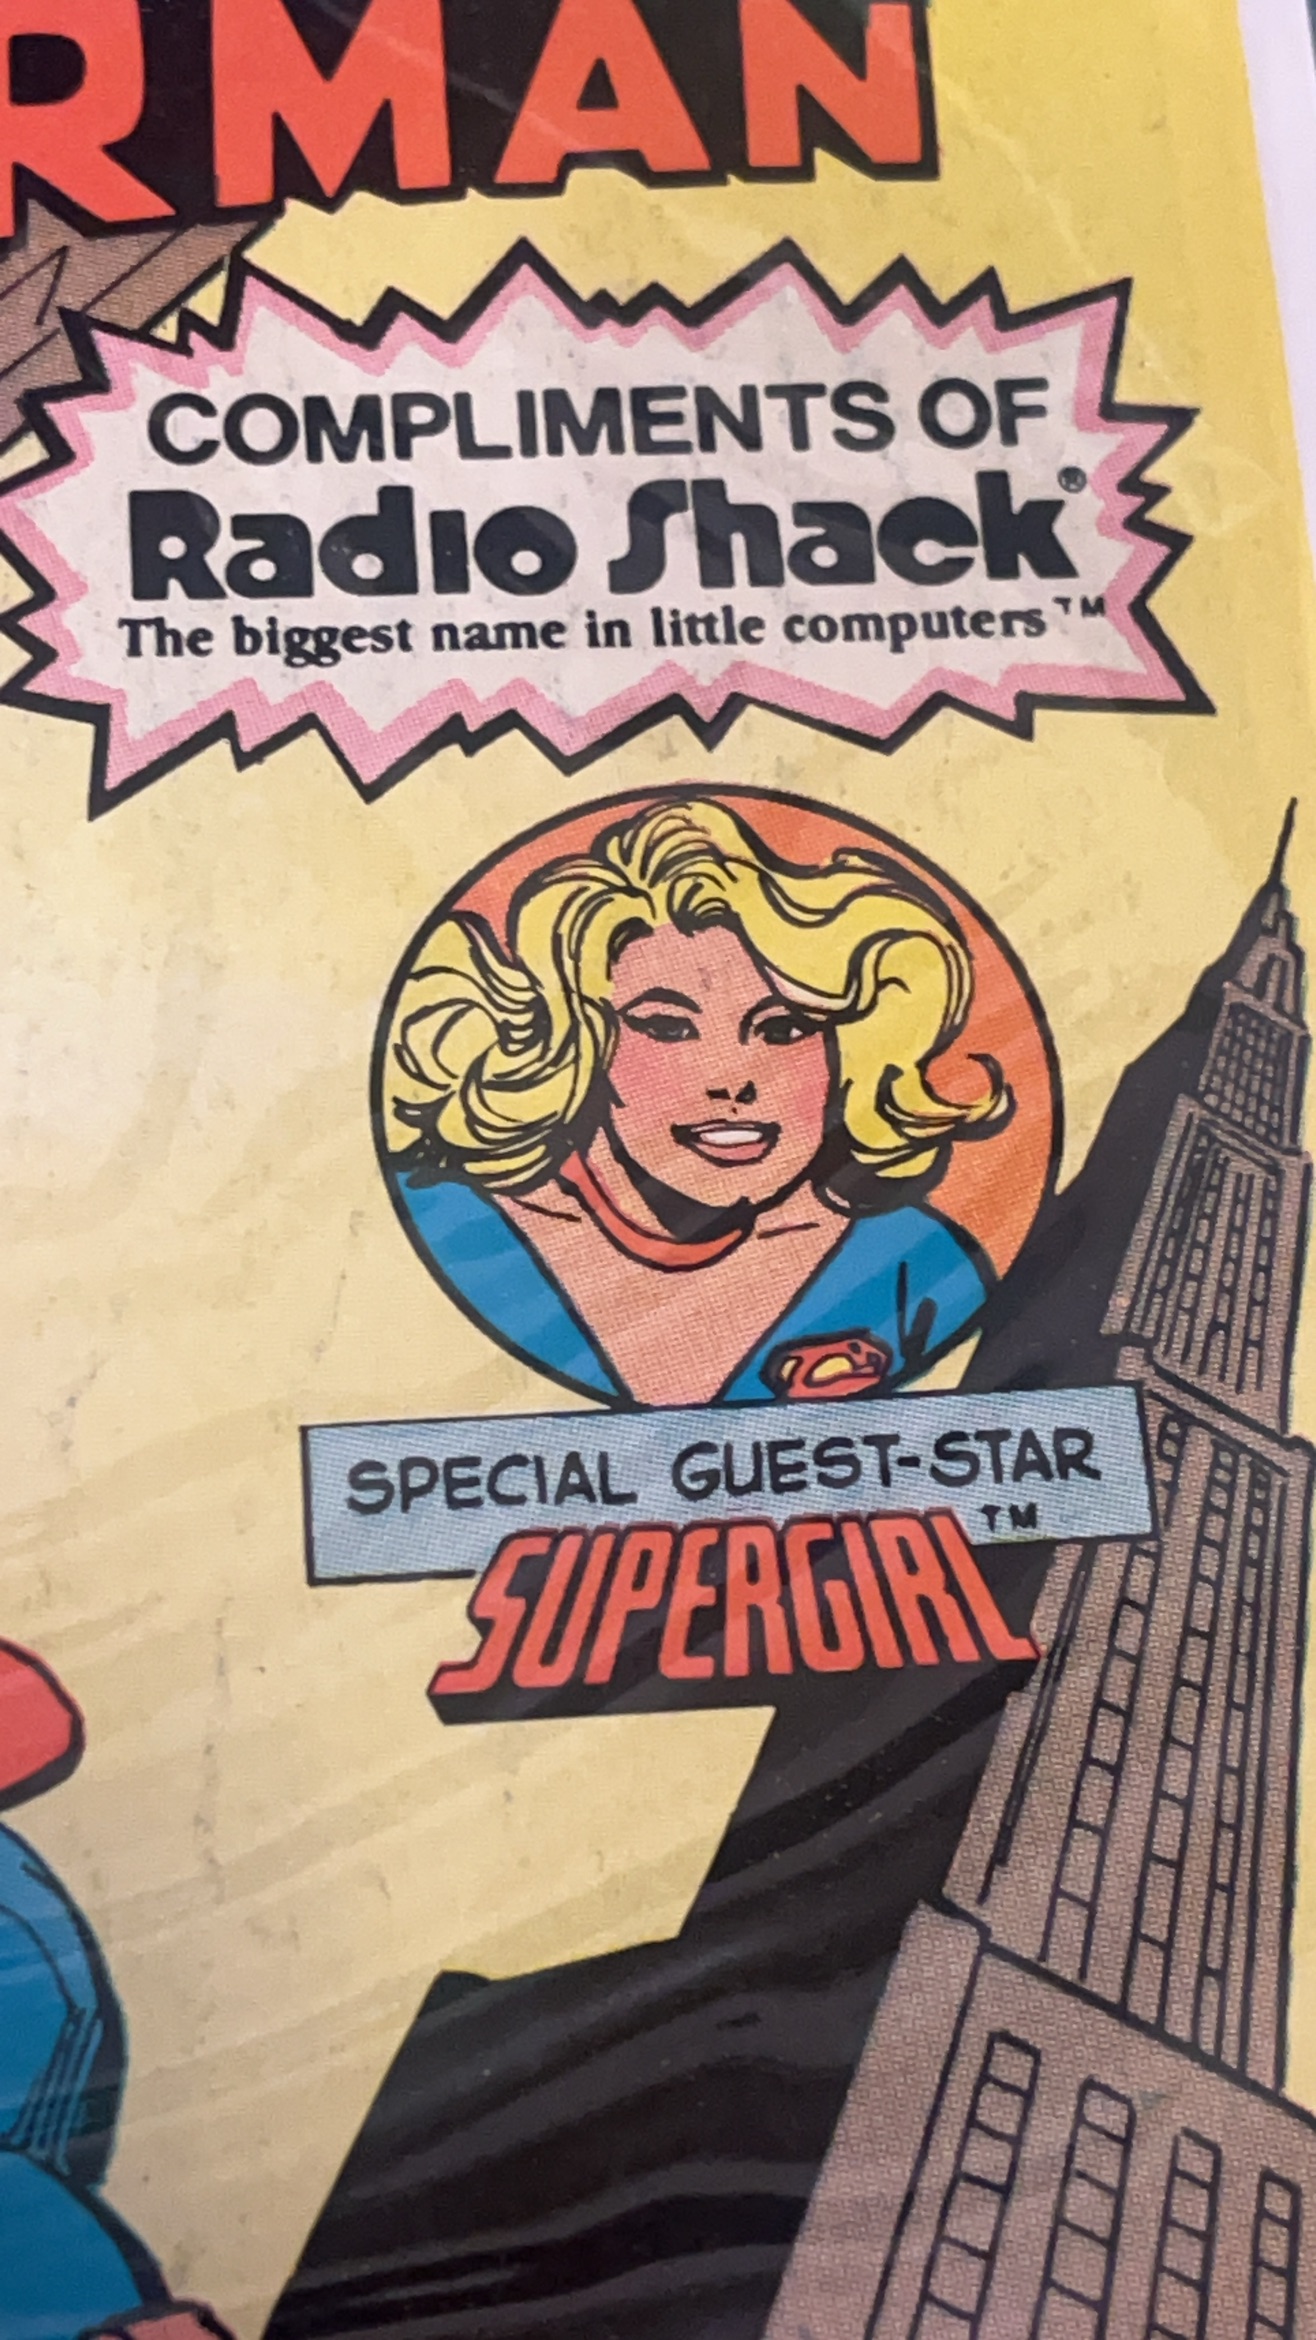 RMAN
COMPLIMENTS OF
Radio Shack®
The biggest name in little computers™
SPECIAL GUEST-STAR
SUPERGIRL™